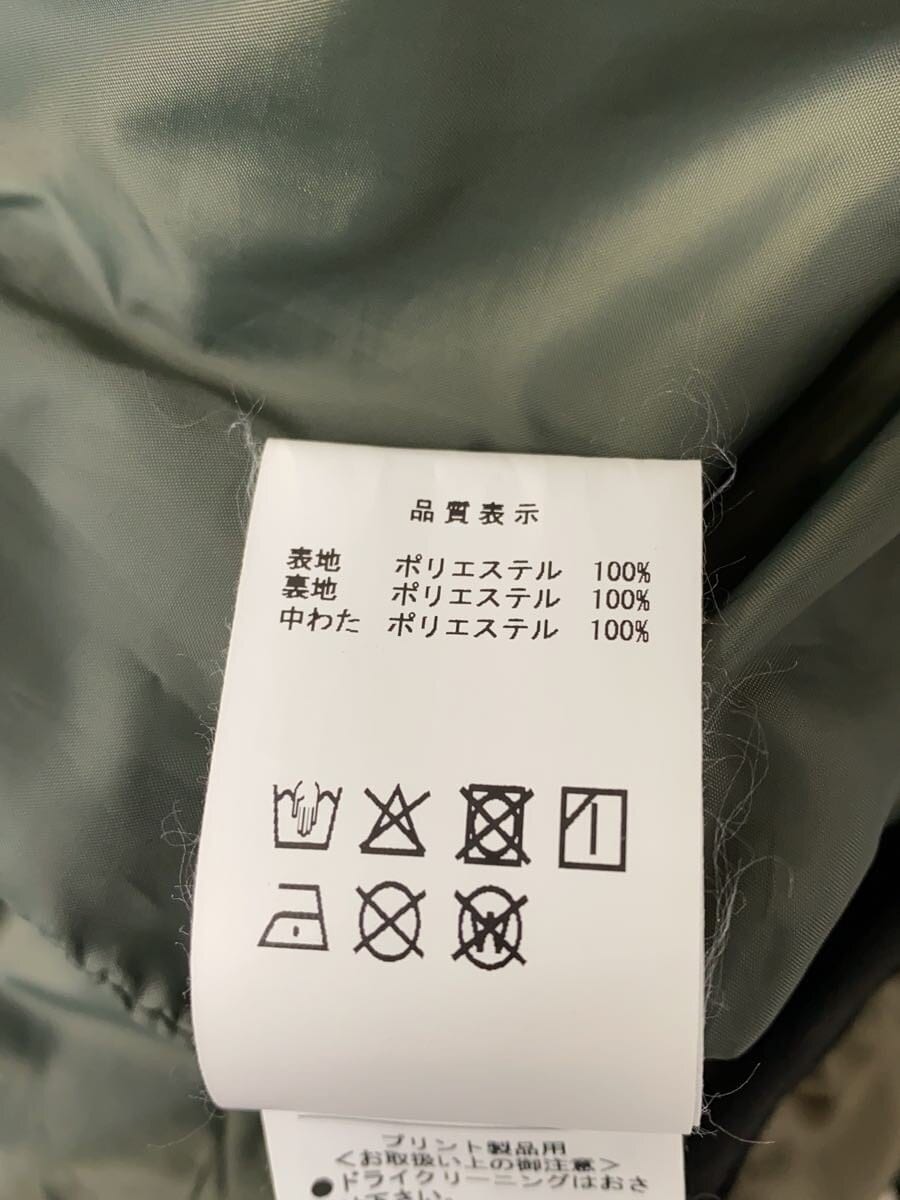 品質表示
表地 ポリエステル 100%
裏地 ポリエステル 100%
中わた ポリエステル 100%
プリント製品用
<お取扱い上の御注意>
●ドライクリーニングはおさ
下さい。